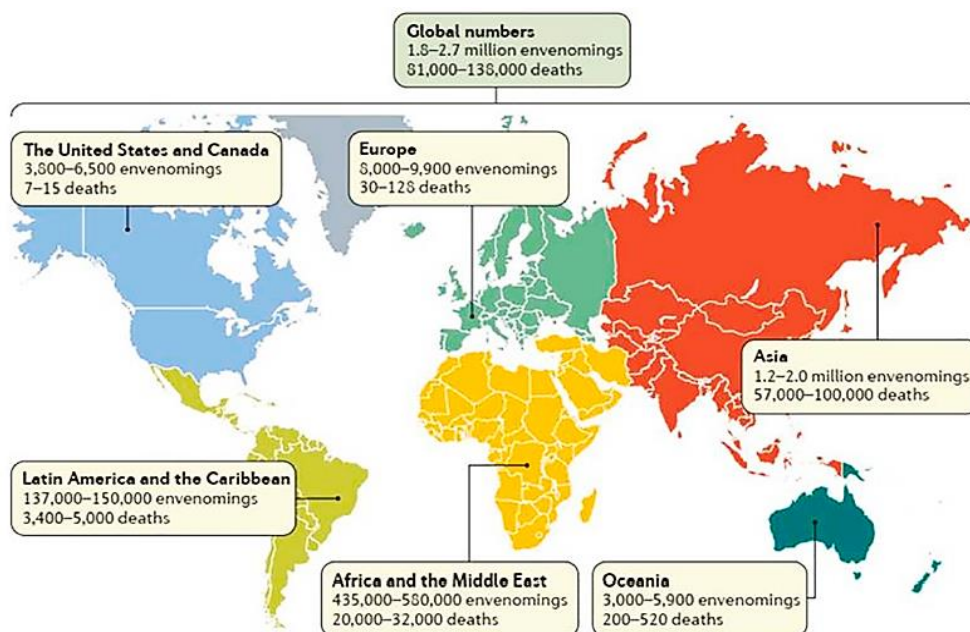 Global numbers
1.8–2.7 million envenomings
81,000–138,000 deaths
The United States and Canada
3,800–6,500 envenomings
7–15 deaths
Europe
8,000–9,900 envenomings
30–128 deaths
Asia
1.2–2.0 million envenomings
57,000–100,000 deaths
Latin America and the Caribbean
137,000–150,000 envenomings
3,400–5,000 deaths
Africa and the Middle East
435,000–580,000 envenomings
20,000–32,000 deaths
Oceania
3,000–5,900 envenomings
200–520 deaths